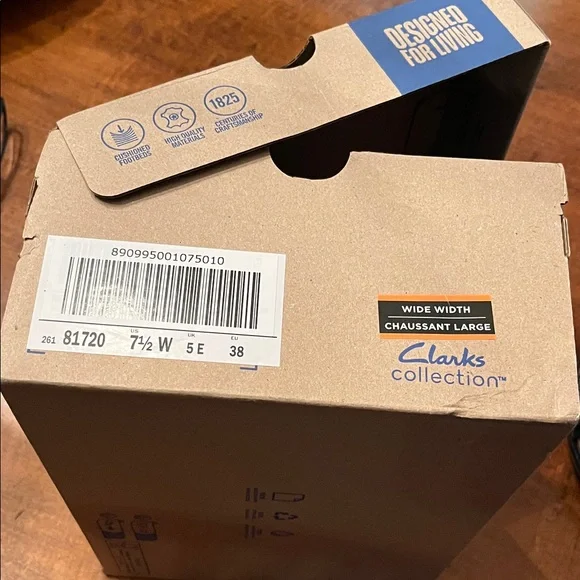 DESIGNED
FOR LIVING
CUSHIONED
FOOTBEDS
HIGH QUALITY
MATERIALS
1825
CENTURIES OF
CRAFTSMANSHIP
890995001075010
US UK EU
261 81720 7½ W 5 E 38
WIDE WIDTH
CHAUSSANT LARGE
Clarks
collection™